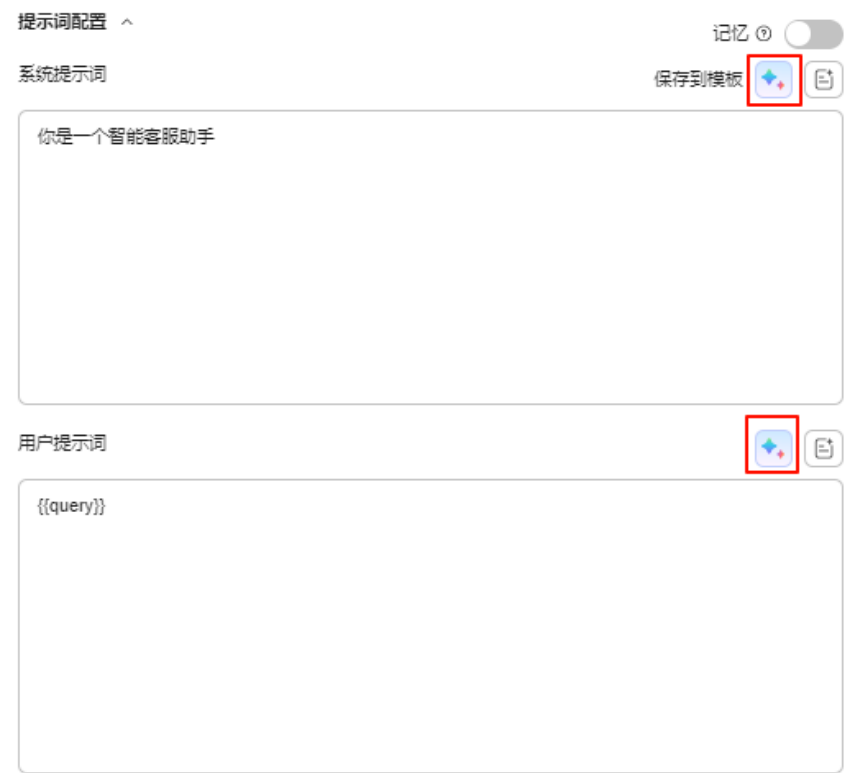 提示词配置
记忆
系统提示词
保存到模板
你是一个智能客服助手
用户提示词
{{query}}